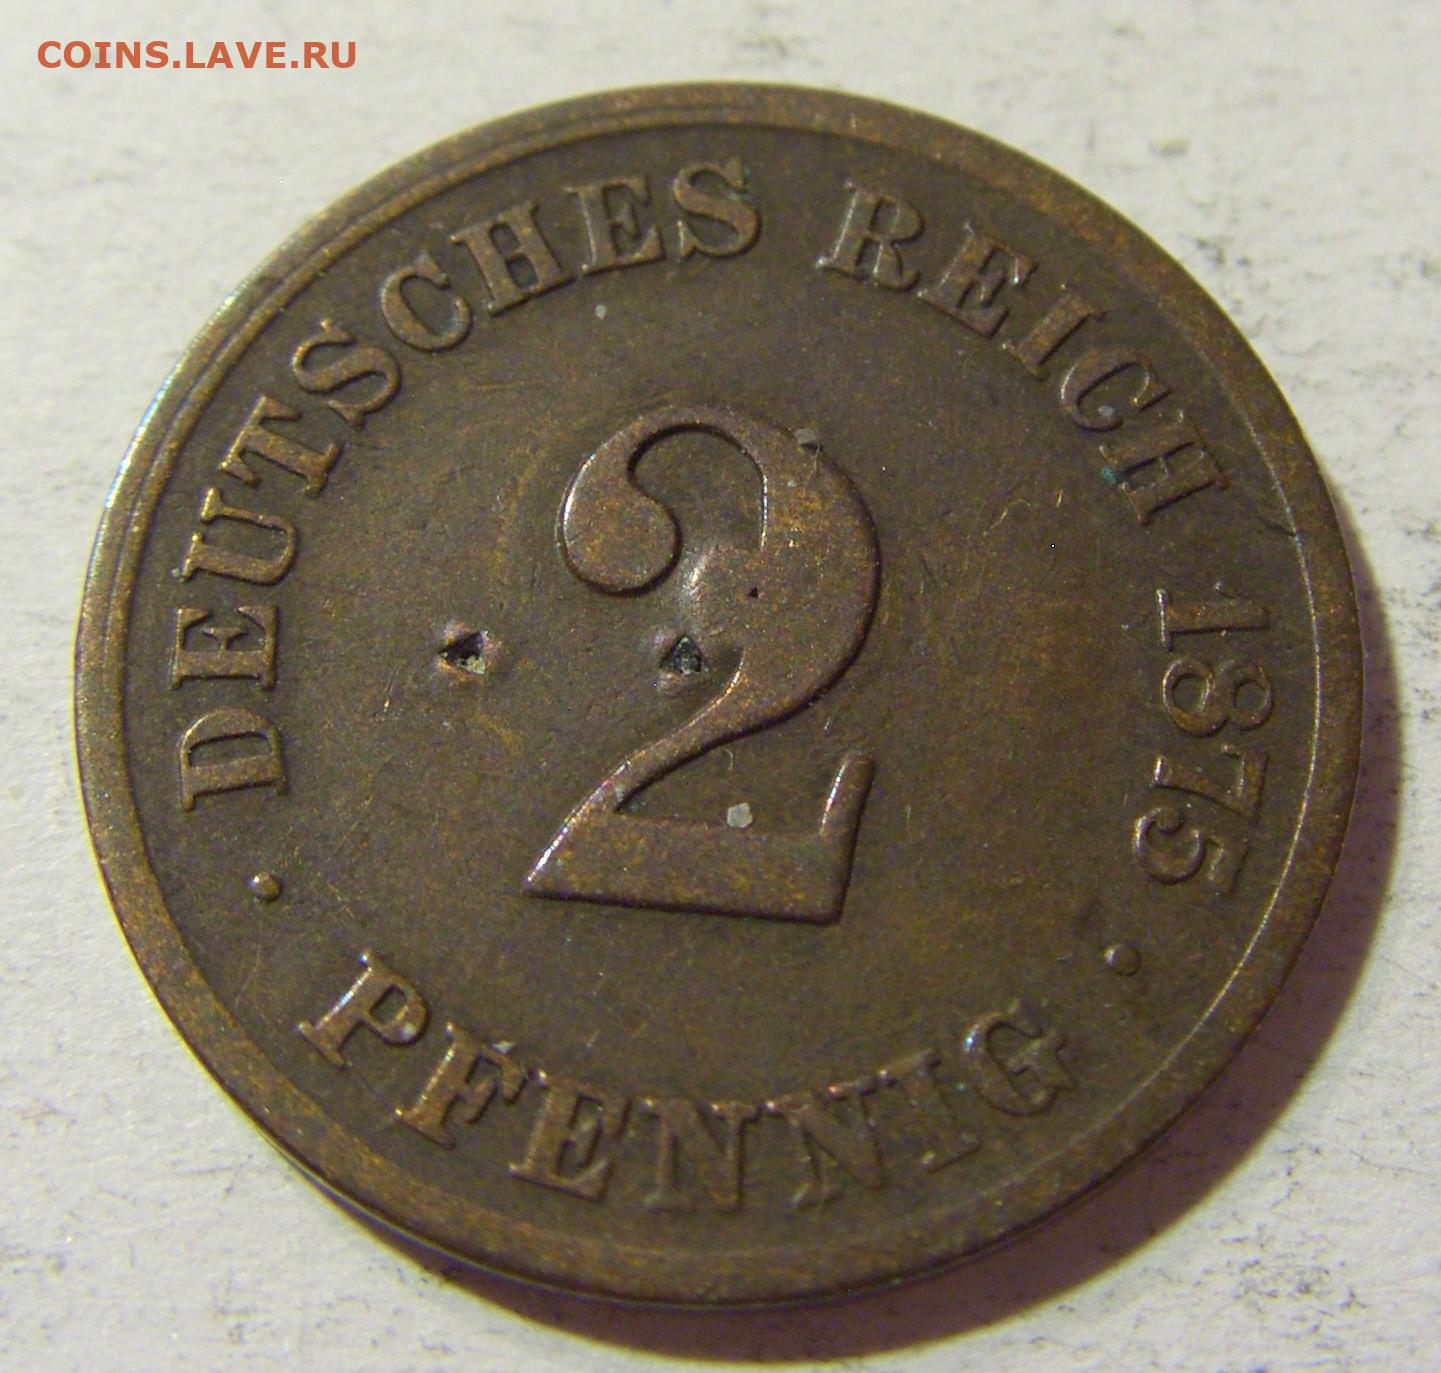 COINS.LAVE.RU
· DEUTSCHES REICH 1875 ·
2
PFENNIG